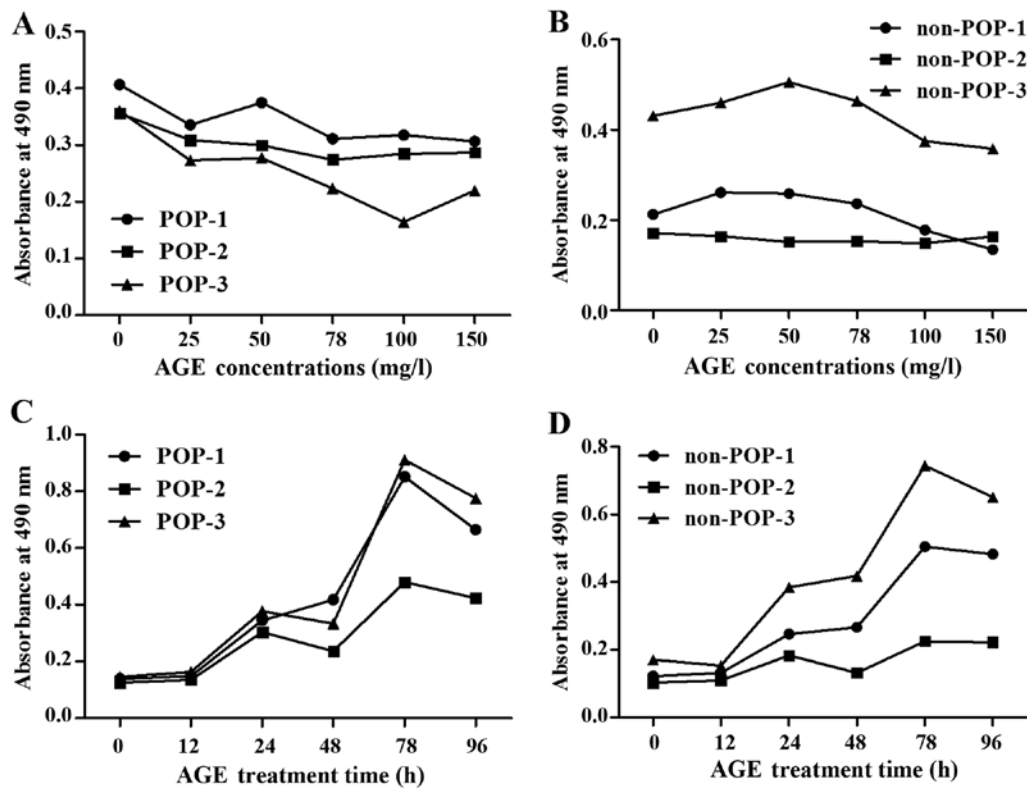 A
Absorbance at 490 nm
0.5
0.4
0.3
0.2
0.1
0.0
POP-1
POP-2
POP-3
0 25 50 78 100 150
AGE concentrations (mg/l)
B
Absorbance at 490 nm
0.6
0.4
0.2
0.0
non-POP-1
non-POP-2
non-POP-3
0 25 50 78 100 150
AGE concentrations (mg/l)
C
Absorbance at 490 nm
1.0
0.8
0.6
0.4
0.2
0.0
POP-1
POP-2
POP-3
0 12 24 48 78 96
AGE treatment time (h)
D
Absorbance at 490 nm
0.8
0.6
0.4
0.2
0.0
non-POP-1
non-POP-2
non-POP-3
0 12 24 48 78 96
AGE treatment time (h)